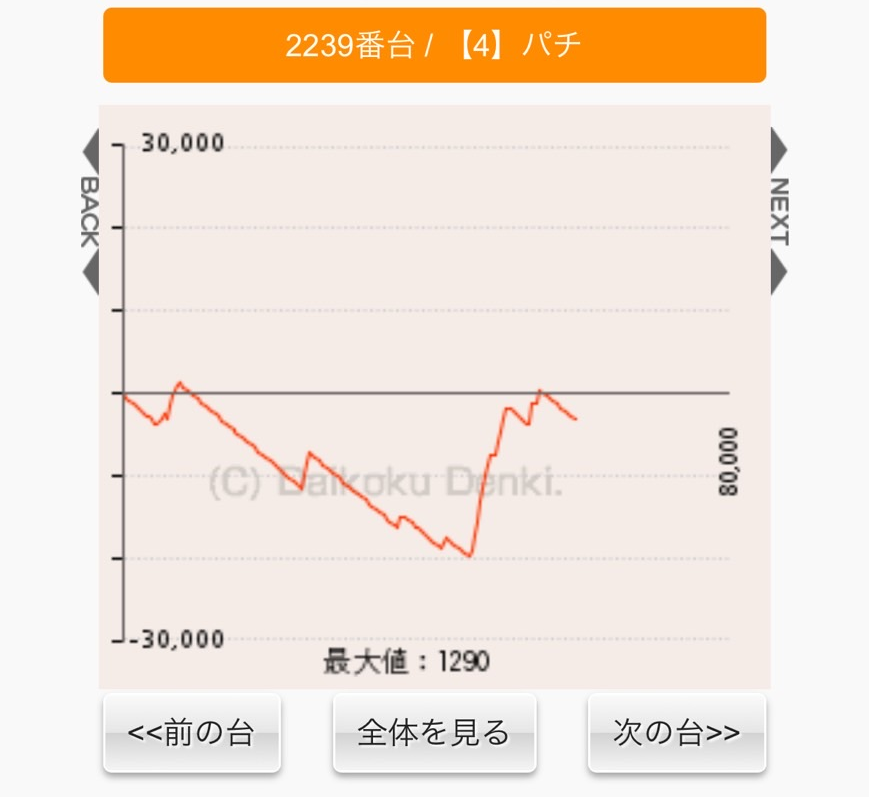 2239番台 / 【4】パチ
30,000
BACK
NEXT
(C) Daikoku Denki.
80,000
-30,000
最大値：1290
<<前の台
全体を見る
次の台>>